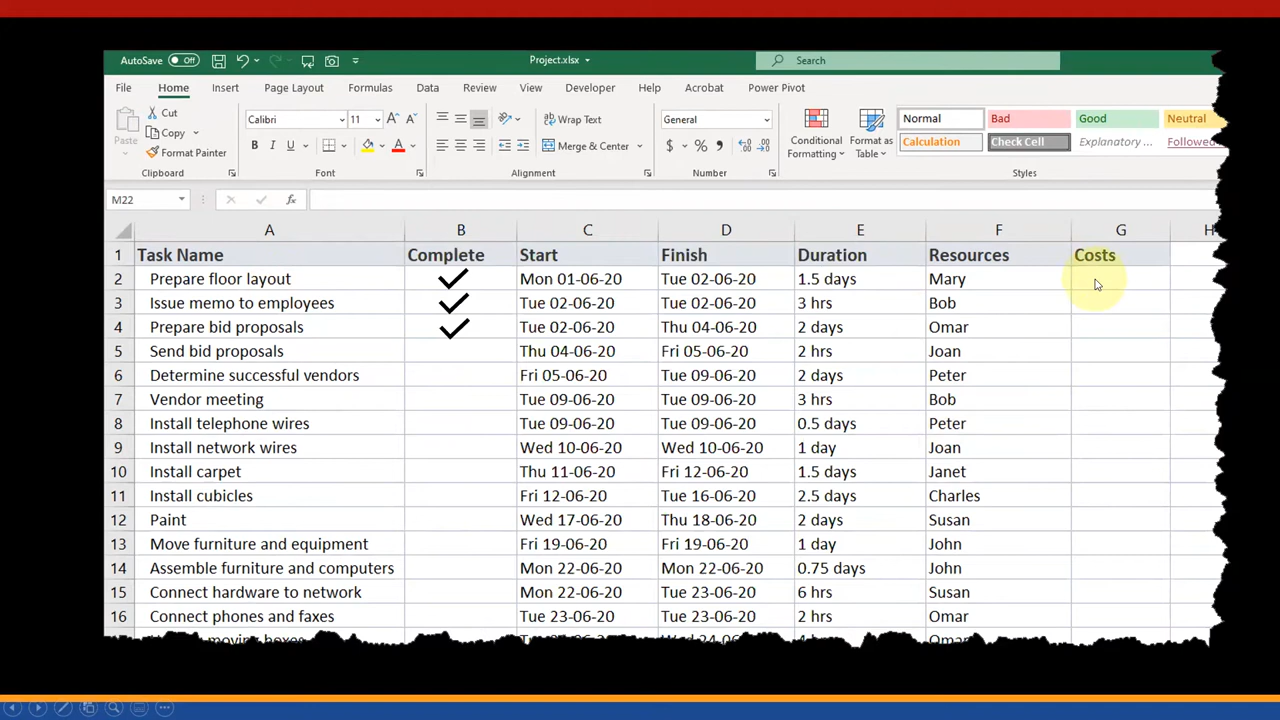 AutoSave Off Project.xlsx Search
File Home Insert Page Layout Formulas Data Review View Developer Help Acrobat Power Pivot
Paste Cut Copy Format Painter Clipboard
Calibri 11 B I U A A A Font
Wrap Text Merge & Center Alignment
General $ % , Number
Conditional Formatting Format as Table
Normal Bad Good Neutral
Calculation Check Cell Explanatory ... Followed
Styles
M22 fx
A B C D E F G H
1 Task Name Complete Start Finish Duration Resources Costs
2 Prepare floor layout ✓ Mon 01-06-20 Tue 02-06-20 1.5 days Mary
3 Issue memo to employees ✓ Tue 02-06-20 Tue 02-06-20 3 hrs Bob
4 Prepare bid proposals ✓ Tue 02-06-20 Thu 04-06-20 2 days Omar
5 Send bid proposals Thu 04-06-20 Fri 05-06-20 2 hrs Joan
6 Determine successful vendors Fri 05-06-20 Tue 09-06-20 2 days Peter
7 Vendor meeting Tue 09-06-20 Tue 09-06-20 3 hrs Bob
8 Install telephone wires Tue 09-06-20 Tue 09-06-20 0.5 days Peter
9 Install network wires Wed 10-06-20 Wed 10-06-20 1 day Joan
10 Install carpet Thu 11-06-20 Fri 12-06-20 1.5 days Janet
11 Install cubicles Fri 12-06-20 Tue 16-06-20 2.5 days Charles
12 Paint Wed 17-06-20 Thu 18-06-20 2 days Susan
13 Move furniture and equipment Fri 19-06-20 Fri 19-06-20 1 day John
14 Assemble furniture and computers Mon 22-06-20 Mon 22-06-20 0.75 days John
15 Connect hardware to network Mon 22-06-20 Tue 23-06-20 6 hrs Susan
16 Connect phones and faxes Tue 23-06-20 Tue 23-06-20 2 hrs Omar